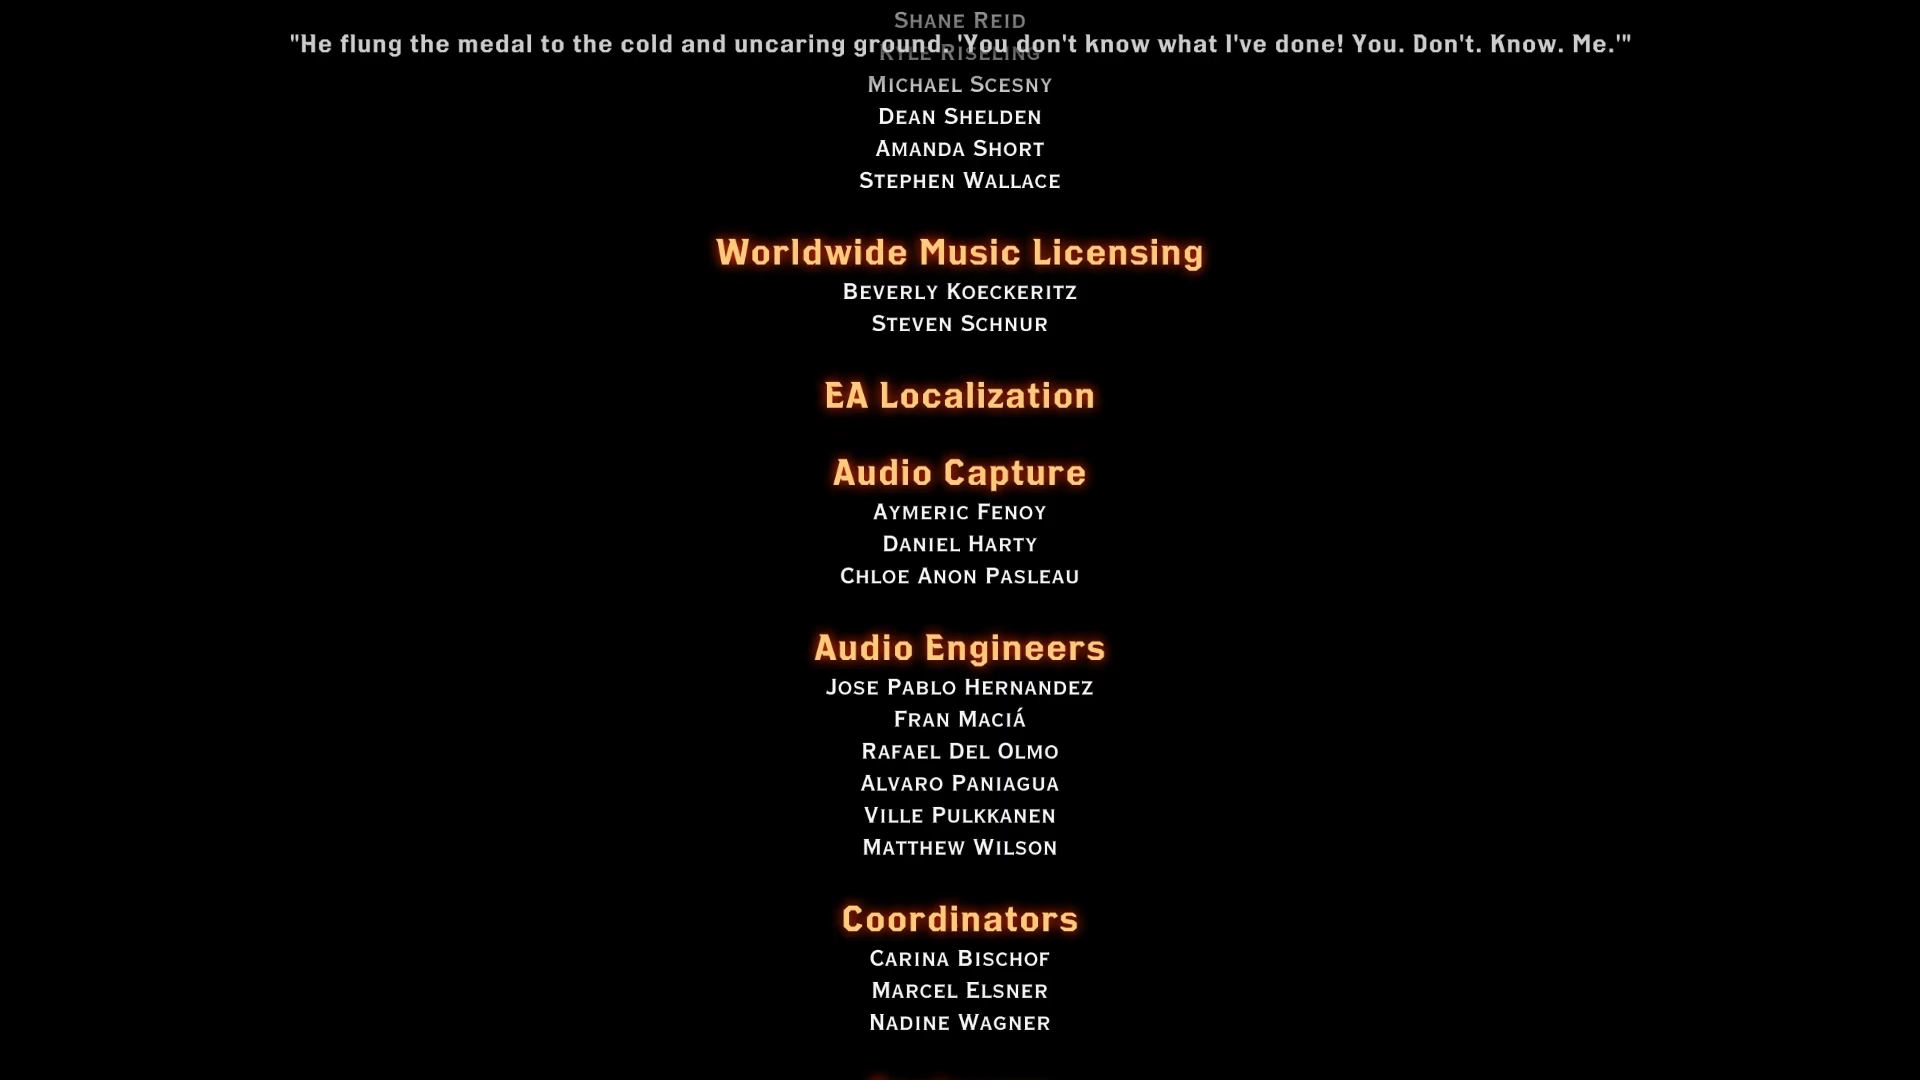 SHANE REID
"He flung the medal to the cold and uncaring ground. 'You don't know what I've done! You. Don't. Know. Me.'"
KYLE RISELING
MICHAEL SCESNY
DEAN SHELDEN
AMANDA SHORT
STEPHEN WALLACE
Worldwide Music Licensing
BEVERLY KOECKERITZ
STEVEN SCHNUR
EA Localization
Audio Capture
AYMERIC FENOY
DANIEL HARTY
CHLOE ANON PASLEAU
Audio Engineers
JOSE PABLO HERNANDEZ
FRAN MACIÁ
RAFAEL DEL OLMO
ALVARO PANIAGUA
VILLE PULKKANEN
MATTHEW WILSON
Coordinators
CARINA BISCHOF
MARCEL ELSNER
NADINE WAGNER